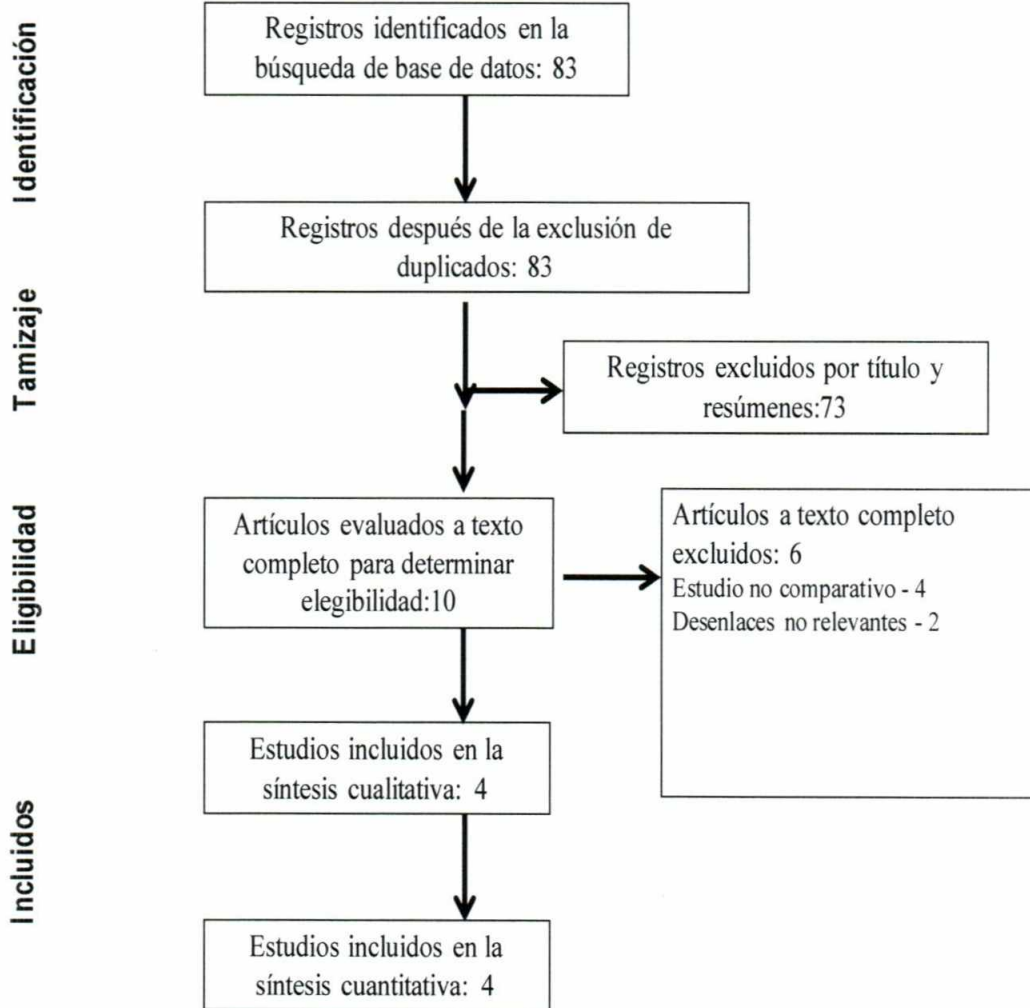 Identificación
Registros identificados en la
búsqueda de base de datos: 83
Registros después de la exclusión de
duplicados: 83
Tamizaje
Registros excluidos por título y
resúmenes:73
Eligibilidad
Artículos evaluados a texto
completo para determinar
elegibilidad:10
Artículos a texto completo
excluidos: 6
Estudio no comparativo - 4
Desenlaces no relevantes - 2
Incluidos
Estudios incluidos en la
síntesis cualitativa: 4
Estudios incluidos en la
síntesis cuantitativa: 4